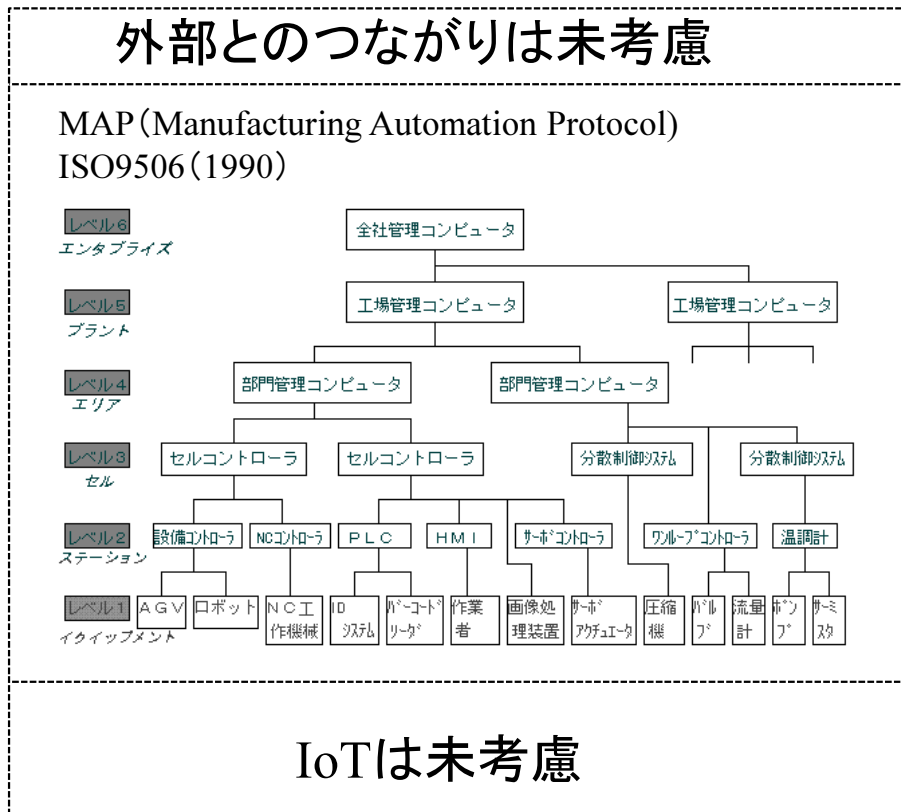 外部とのつながりは未考慮
MAP(Manufacturing Automation Protocol)
ISO9506(1990)
レベル6
エンタプライズ
全社管理コンピュータ
レベル5
プラント
工場管理コンピュータ
工場管理コンピュータ
レベル4
エリア
部門管理コンピュータ
部門管理コンピュータ
レベル3
セル
セルコントローラ
セルコントローラ
分散制御システム
分散制御システム
レベル2
ステーション
設備コントローラ
NCコントローラ
PLC
HMI
サーボコントローラ
ワンループコントローラ
温調計
レベル1
イクイップメント
AGV
ロボット
NC工
作機械
ID
システム
バーコード
リーダ
作業
者
画像処
理装置
サーボ
アクチュエータ
圧縮
機
バル
ブ
流量
計
ポン
プ
サーミ
スタ
IoTは未考慮